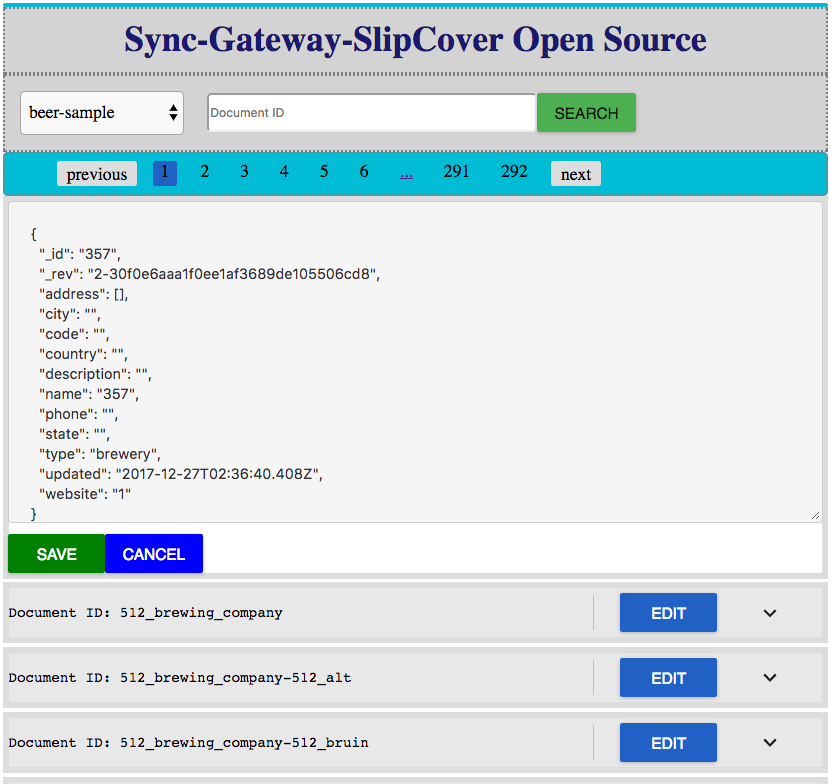 Sync-Gateway-SlipCover Open Source
beer-sample Document ID SEARCH
previous 1 2 3 4 5 6 ... 291 292 next
{
"_id": "357",
"_rev": "2-30f0e6aaa1f0ee1af3689de105506cd8",
"address": [],
"city": "",
"code": "",
"country": "",
"description": "",
"name": "357",
"phone": "",
"state": "",
"type": "brewery",
"updated": "2017-12-27T02:36:40.408Z",
"website": "1"
}
SAVE CANCEL
Document ID: 512_brewing_company EDIT
Document ID: 512_brewing_company-512_alt EDIT
Document ID: 512_brewing_company-512_bruin EDIT